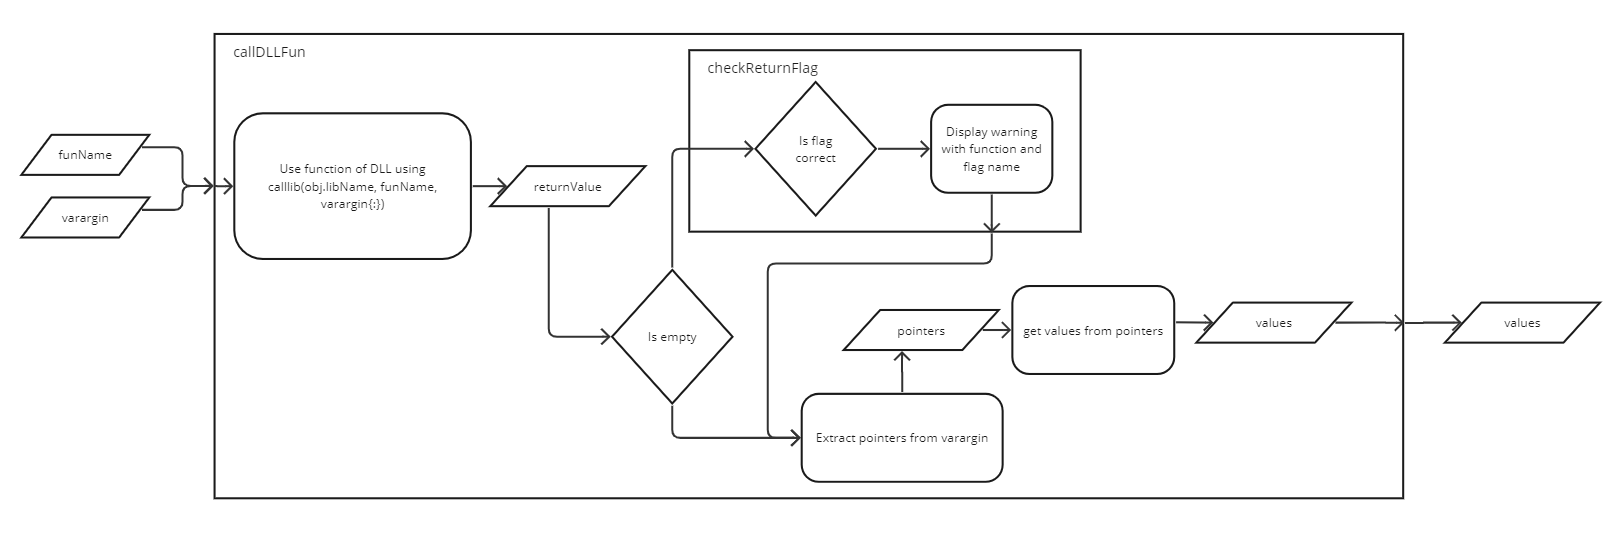 callDLLFun
checkReturnFlag
funName
varargin
Use function of DLL using
calllib(obj.libName, funName,
varargin{:})
returnValue
Is flag
correct
Display warning
with function and
flag name
Is empty
pointers
get values from pointers
values
values
Extract pointers from varargin